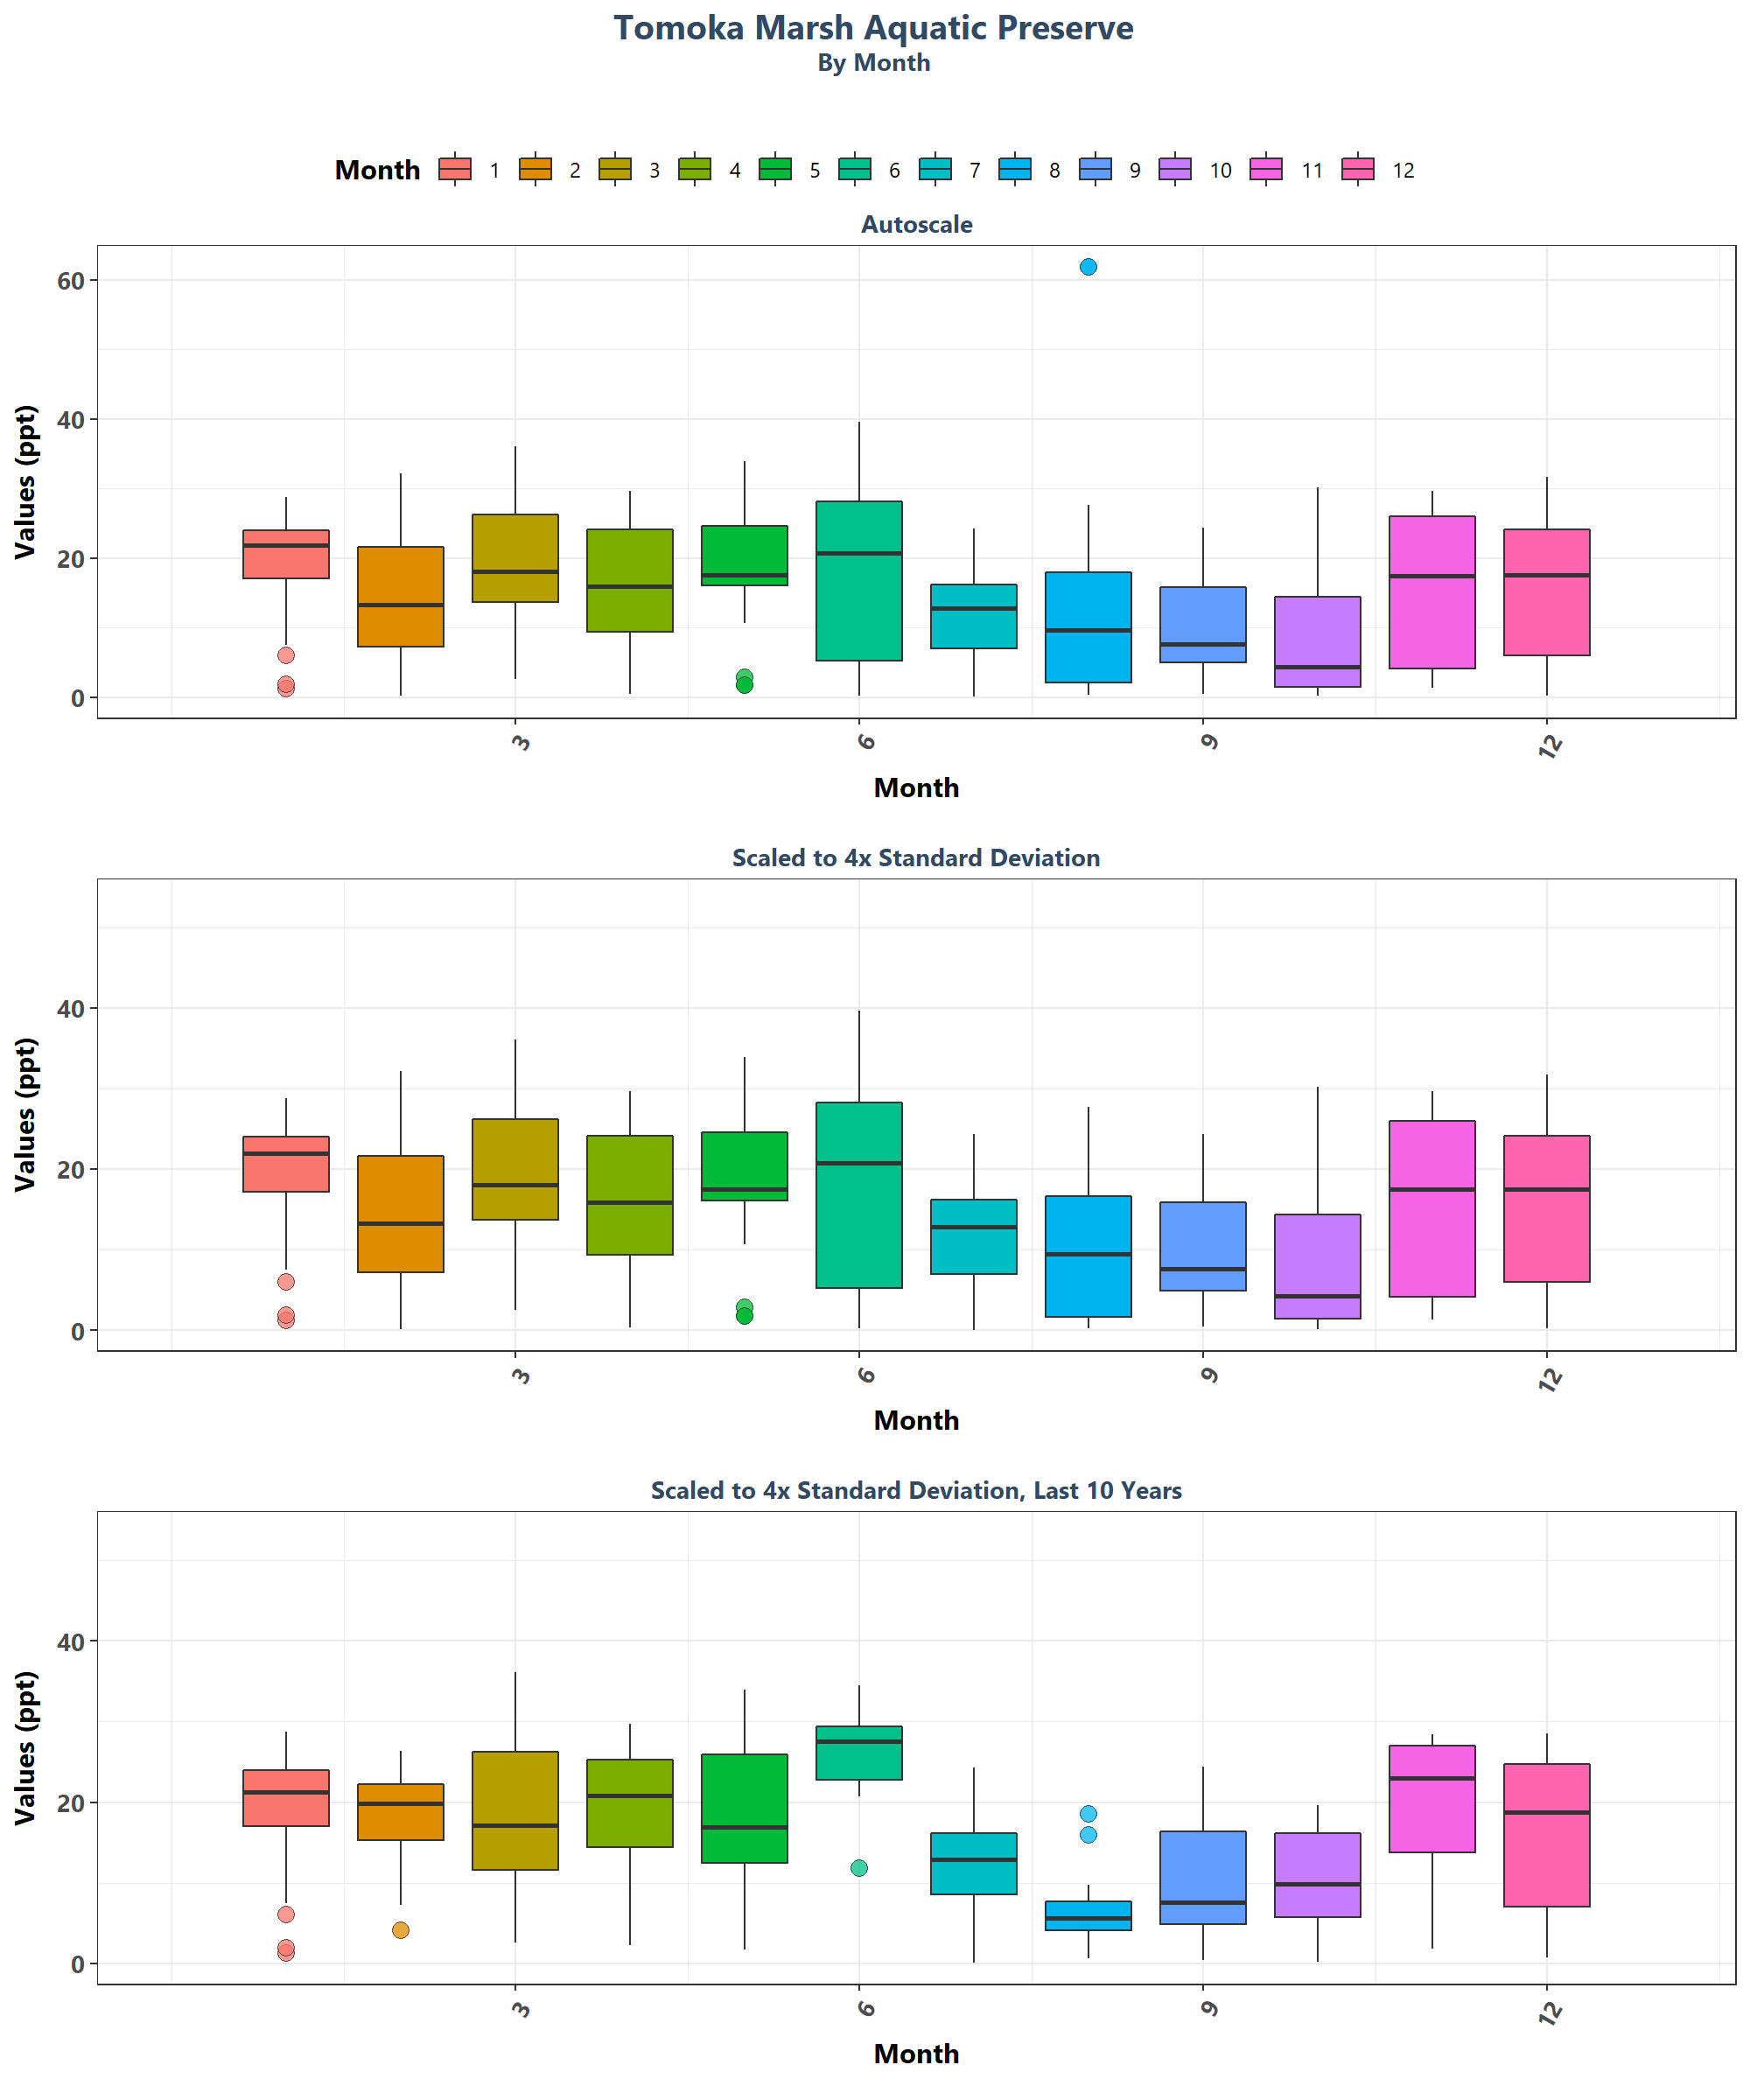 Tomoka Marsh Aquatic Preserve
By Month
Month 1 2 3 4 5 6 7 8 9 10 11 12
Autoscale
Values (ppt)
60
40
20
0
3 6 9 12
Month
Scaled to 4x Standard Deviation
Values (ppt)
40
20
0
3 6 9 12
Month
Scaled to 4x Standard Deviation, Last 10 Years
Values (ppt)
40
20
0
3 6 9 12
Month